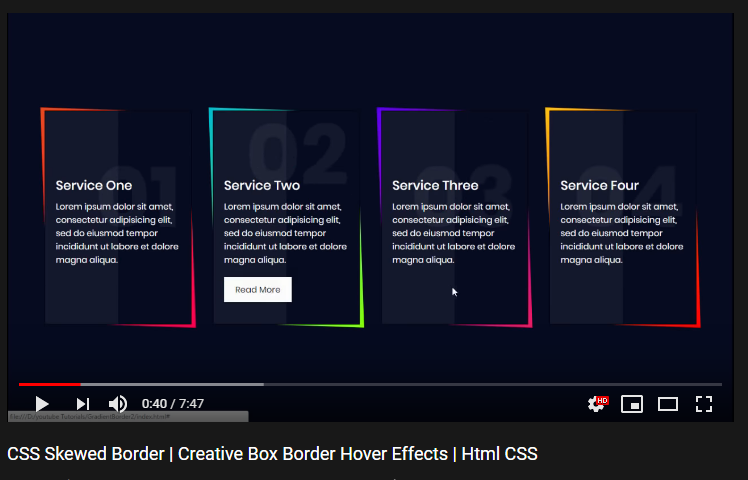 01
02
03
04
Service One
Lorem ipsum dolor sit amet,
consectetur adipisicing elit,
sed do eiusmod tempor
incididunt ut labore et dolore
magna aliqua.
Service Two
Lorem ipsum dolor sit amet,
consectetur adipisicing elit,
sed do eiusmod tempor
incididunt ut labore et dolore
magna aliqua.
Read More
Service Three
Lorem ipsum dolor sit amet,
consectetur adipisicing elit,
sed do eiusmod tempor
incididunt ut labore et dolore
magna aliqua.
Service Four
Lorem ipsum dolor sit amet,
consectetur adipisicing elit,
sed do eiusmod tempor
incididunt ut labore et dolore
magna aliqua.
0:40 / 7:47
HD
CSS Skewed Border | Creative Box Border Hover Effects | Html CSS